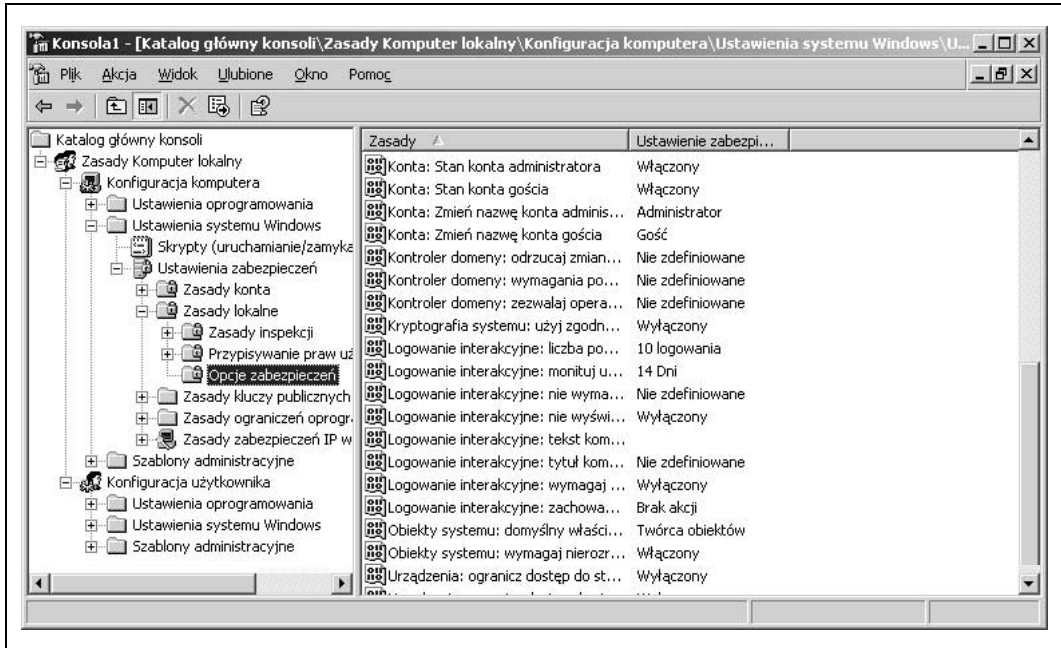 Konsola1 - [Katalog główny konsoli\Zasady Komputer lokalny\Konfiguracja komputera\Ustawienia systemu Windows\U...
Plik Akcja Widok Ulubione Okno Pomoc
Katalog główny konsoli
Zasady Komputer lokalny
Konfiguracja komputera
Ustawienia oprogramowania
Ustawienia systemu Windows
Skrypty (uruchamianie/zamyka
Ustawienia zabezpieczeń
Zasady konta
Zasady lokalne
Zasady inspekcji
Przypisywanie praw uż
Opcje zabezpieczeń
Zasady kluczy publicznych
Zasady ograniczeń oprogr
Zasady zabezpieczeń IP w
Szablony administracyjne
Konfiguracja użytkownika
Ustawienia oprogramowania
Ustawienia systemu Windows
Szablony administracyjne
Zasady Ustawienie zabezpi...
Konta: Stan konta administratora Włączony
Konta: Stan konta gościa Włączony
Konta: Zmień nazwę konta adminis... Administrator
Konta: Zmień nazwę konta gościa Gość
Kontroler domeny: odrzucaj zmian... Nie zdefiniowane
Kontroler domeny: wymagania po... Nie zdefiniowane
Kontroler domeny: zezwalaj opera... Nie zdefiniowane
Kryptografia systemu: użyj zgodn... Wyłączony
Logowanie interakcyjne: liczba po... 10 logowania
Logowanie interakcyjne: monituj u... 14 Dni
Logowanie interakcyjne: nie wyma... Nie zdefiniowane
Logowanie interakcyjne: nie wyświ... Wyłączony
Logowanie interakcyjne: tekst kom...
Logowanie interakcyjne: tytuł kom... Nie zdefiniowane
Logowanie interakcyjne: wymagaj ... Wyłączony
Logowanie interakcyjne: zachowa... Brak akcji
Obiekty systemu: domyślny właści... Twórca obiektów
Obiekty systemu: wymagaj nierozr... Włączony
Urządzenia: ogranicz dostęp do st... Wyłączony